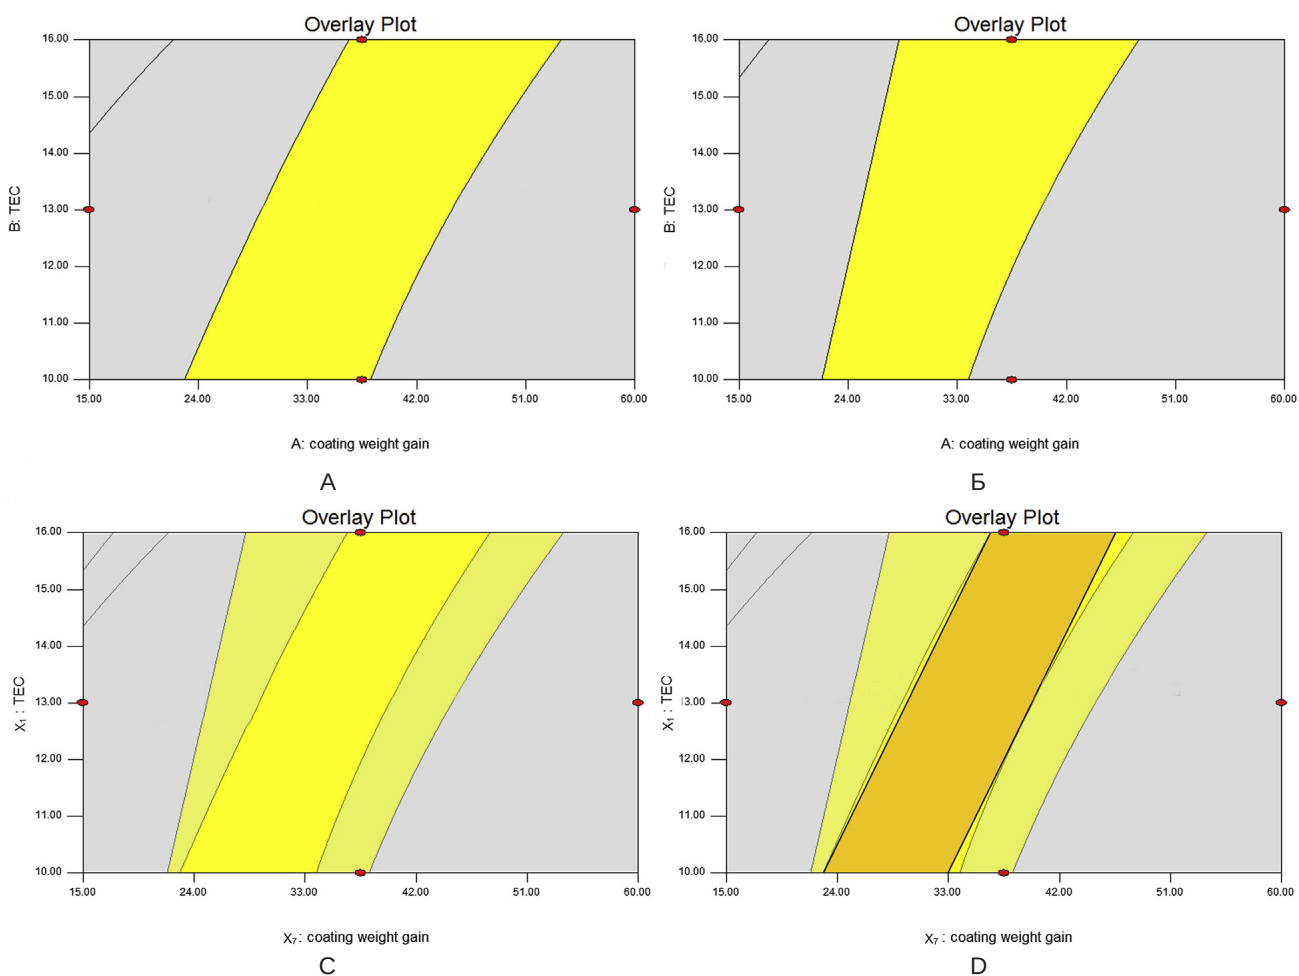 Overlay Plot
16.00
15.00
14.00
13.00
12.00
11.00
10.00
B: TEC
15.00 24.00 33.00 42.00 51.00 60.00
A: coating weight gain
A
Overlay Plot
16.00
15.00
14.00
13.00
12.00
11.00
10.00
B: TEC
15.00 24.00 33.00 42.00 51.00 60.00
A: coating weight gain
Б
Overlay Plot
16.00
15.00
14.00
13.00
12.00
11.00
10.00
X₁ : TEC
15.00 24.00 33.00 42.00 51.00 60.00
X₇ : coating weight gain
C
Overlay Plot
16.00
15.00
14.00
13.00
12.00
11.00
10.00
X₁ : TEC
15.00 24.00 33.00 42.00 51.00 60.00
X₇ : coating weight gain
D